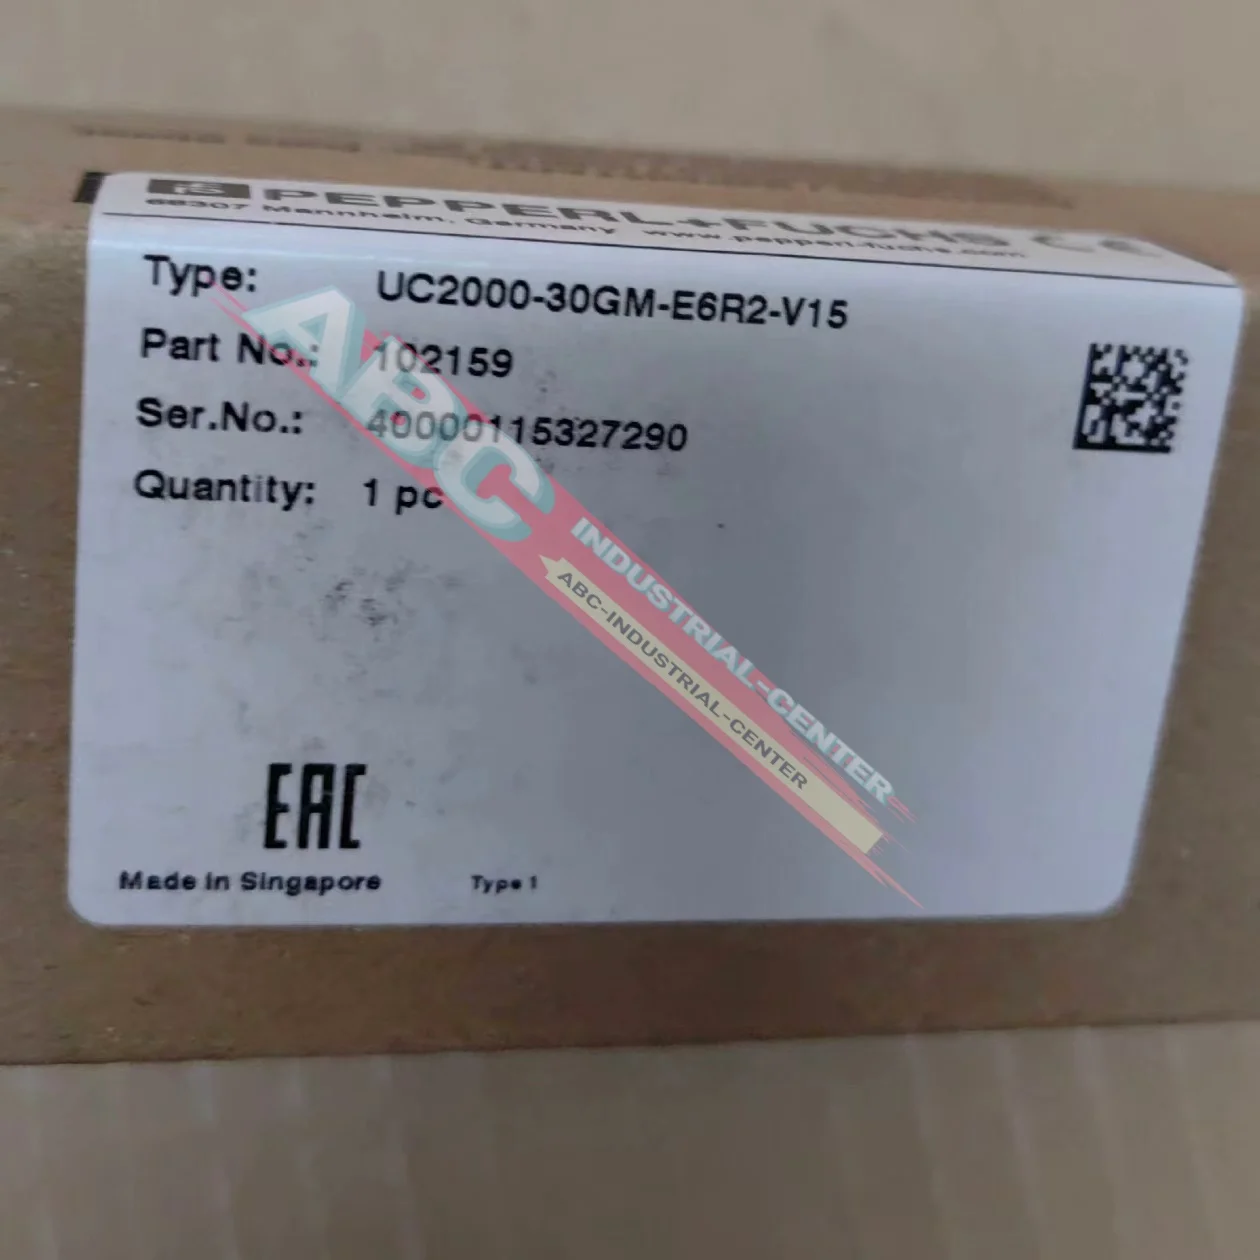 PEPPERL+FUCHS CE
68307 Mannheim, Germany www.pepperl-fuchs.com
Type: UC2000-30GM-E6R2-V15
Part No.: 102159
Ser.No.: 40000115327290
Quantity: 1 pc
ABC
INDUSTRIAL-CENTER
ABC-INDUSTRIAL-CENTER
EAC
Made in Singapore Type 1